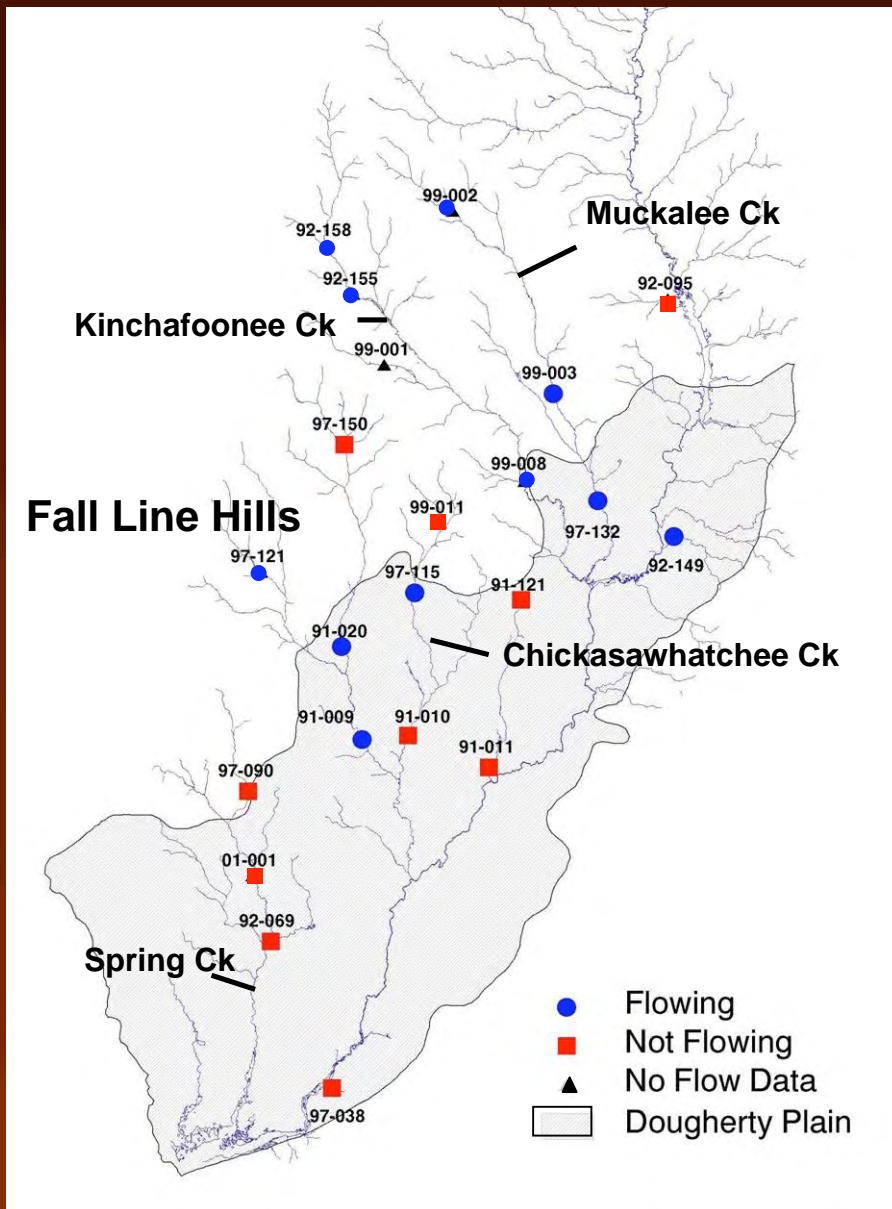 99-002
Muckalee Ck
92-158
92-155
92-095
Kinchafoonee Ck
99-001
99-003
97-150
99-008
Fall Line Hills
99-011
97-132
97-121
92-149
97-115
91-121
91-020
Chickasawhatchee Ck
91-009
91-010
91-011
97-090
01-001
92-069
Spring Ck
Flowing
Not Flowing
No Flow Data
97-038
Dougherty Plain